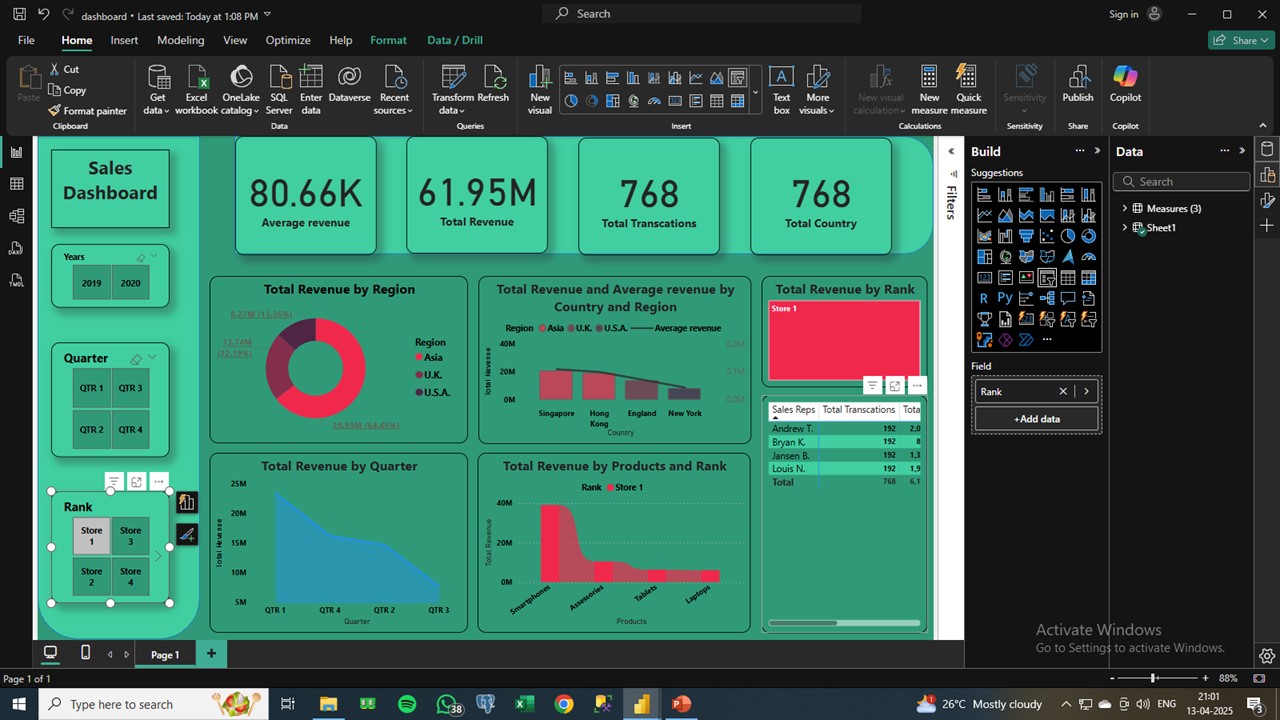 dashboard • Last saved: Today at 1:08 PM
Search
Sign in
File Home Insert Modeling View Optimize Help Format Data / Drill
Share
Paste
Cut
Copy
Format painter
Get data
Excel workbook
OneLake catalog
SQL Server
Enter data
Dataverse
Recent sources
Transform data
Refresh
New visual
Text box
More visuals
New visual calculation
New measure
Quick measure
Sensitivity
Publish
Copilot
Clipboard Data Queries Insert Calculations Sensitivity Share Copilot
Sales
Dashboard
80.66K
Average revenue
61.95M
Total Revenue
768
Total Transcations
768
Total Country
Years
2019 2020
Quarter
QTR 1 QTR 3
QTR 2 QTR 4
Rank
Store 1
Store 3
Store 2
Store 4
Total Revenue by Region
8.27M (13.36%)
13.74M
(22.19%)
39.93M (64.46%)
Region
Asia
U.K.
U.S.A.
Total Revenue and Average revenue by
Country and Region
Region Asia U.K. U.S.A. Average revenue
Total Revenue
40M
20M
0M
0.2M
0.1M
0.0M
Singapore Hong Kong England New York
Country
Total Revenue by Rank
Store 1
Sales Reps Total Transcations Tota
Andrew T. 192 2,0
Bryan K. 192 8
Jansen B. 192 1,3
Louis N. 192 1,9
Total 768 6,1
Total Revenue by Quarter
Total Revenue
25M
20M
15M
10M
5M
QTR 1 QTR 4 QTR 2 QTR 3
Quarter
Total Revenue by Products and Rank
Rank Store 1
Total Revenue
40M
20M
0M
Smartphones Assessories Tablets Laptops
Products
Filters
Build
Suggestions
Field
Rank
+Add data
Data
Search
Measures (3)
Sheet1
Activate Windows
Go to Settings to activate Windows.
Page 1
Page 1 of 1
88%
Type here to search
38
26°C Mostly cloudy
ENG
21:01
13-04-2025
3